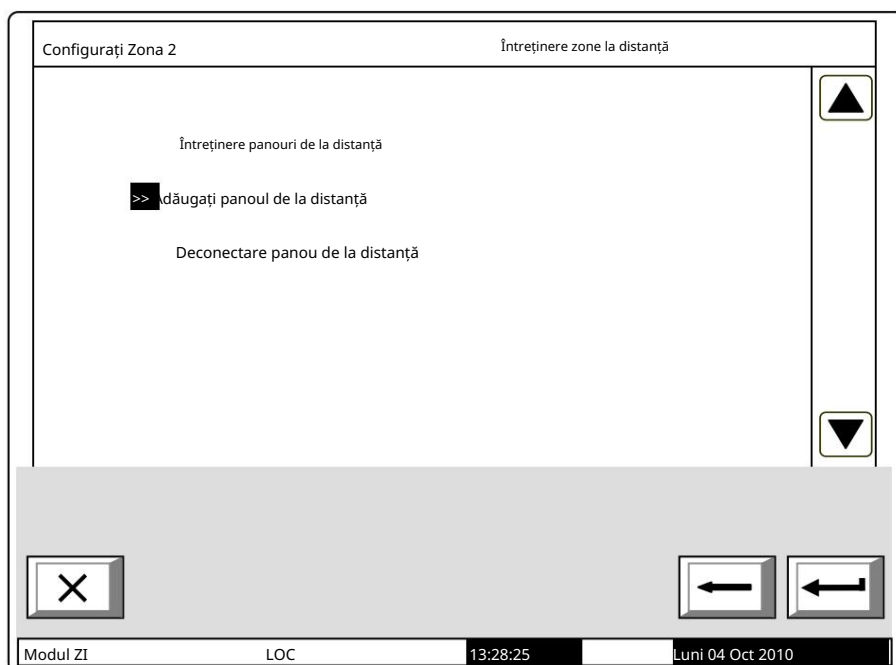 Configurați Zona 2 Întreținere zone la distanță
Întreținere panouri de la distanță
>> Adăugați panoul de la distanță
Deconectare panou de la distanță
Modul ZI LOC 13:28:25 Luni 04 Oct 2010